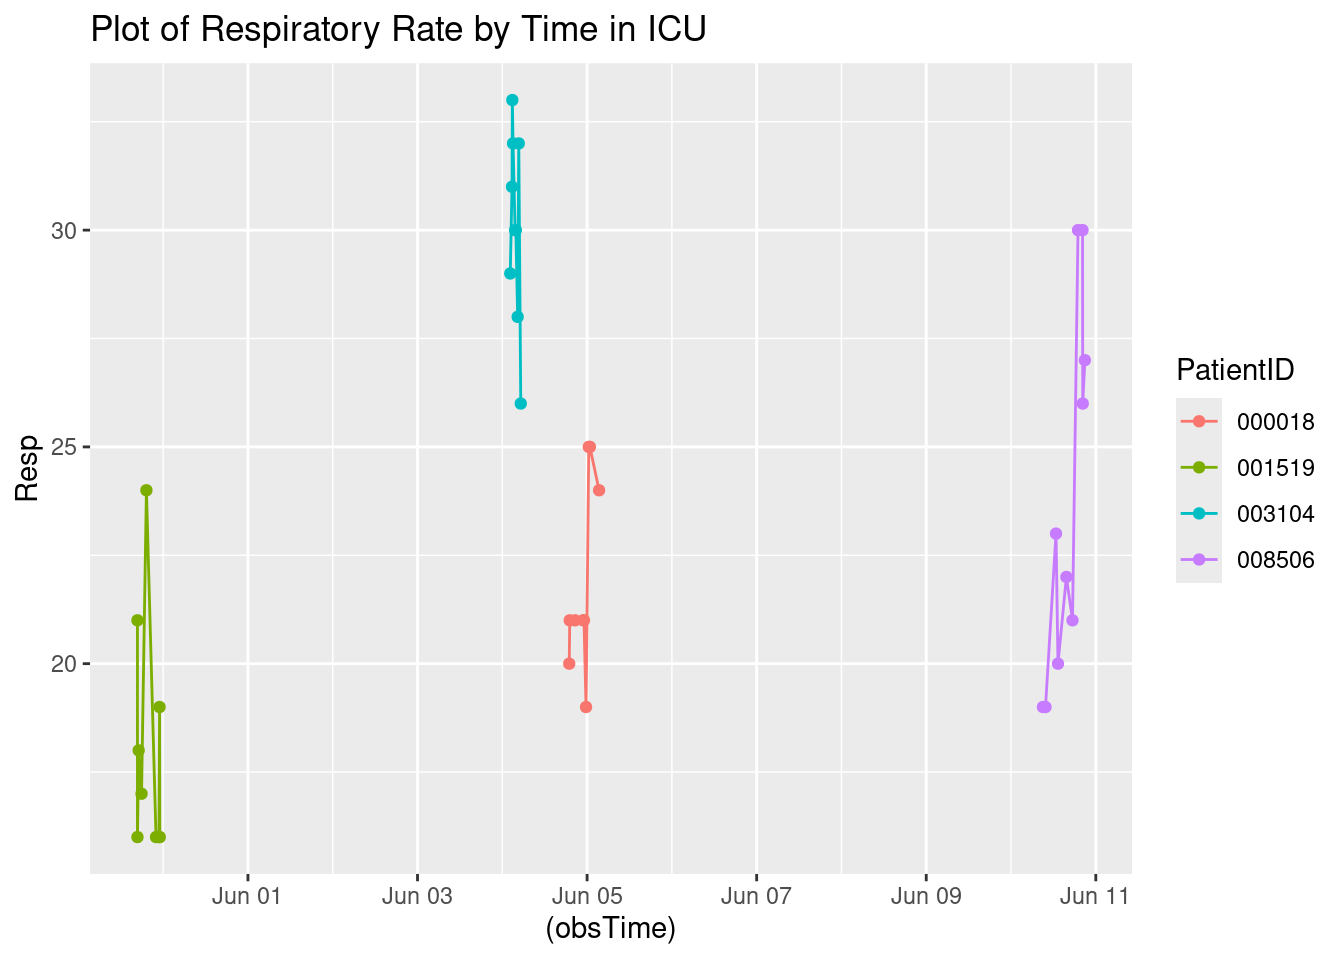 Plot of Respiratory Rate by Time in ICU
Resp
30
25
20
Jun 01 Jun 03 Jun 05 Jun 07 Jun 09 Jun 11
(obsTime)
PatientID
000018
001519
003104
008506